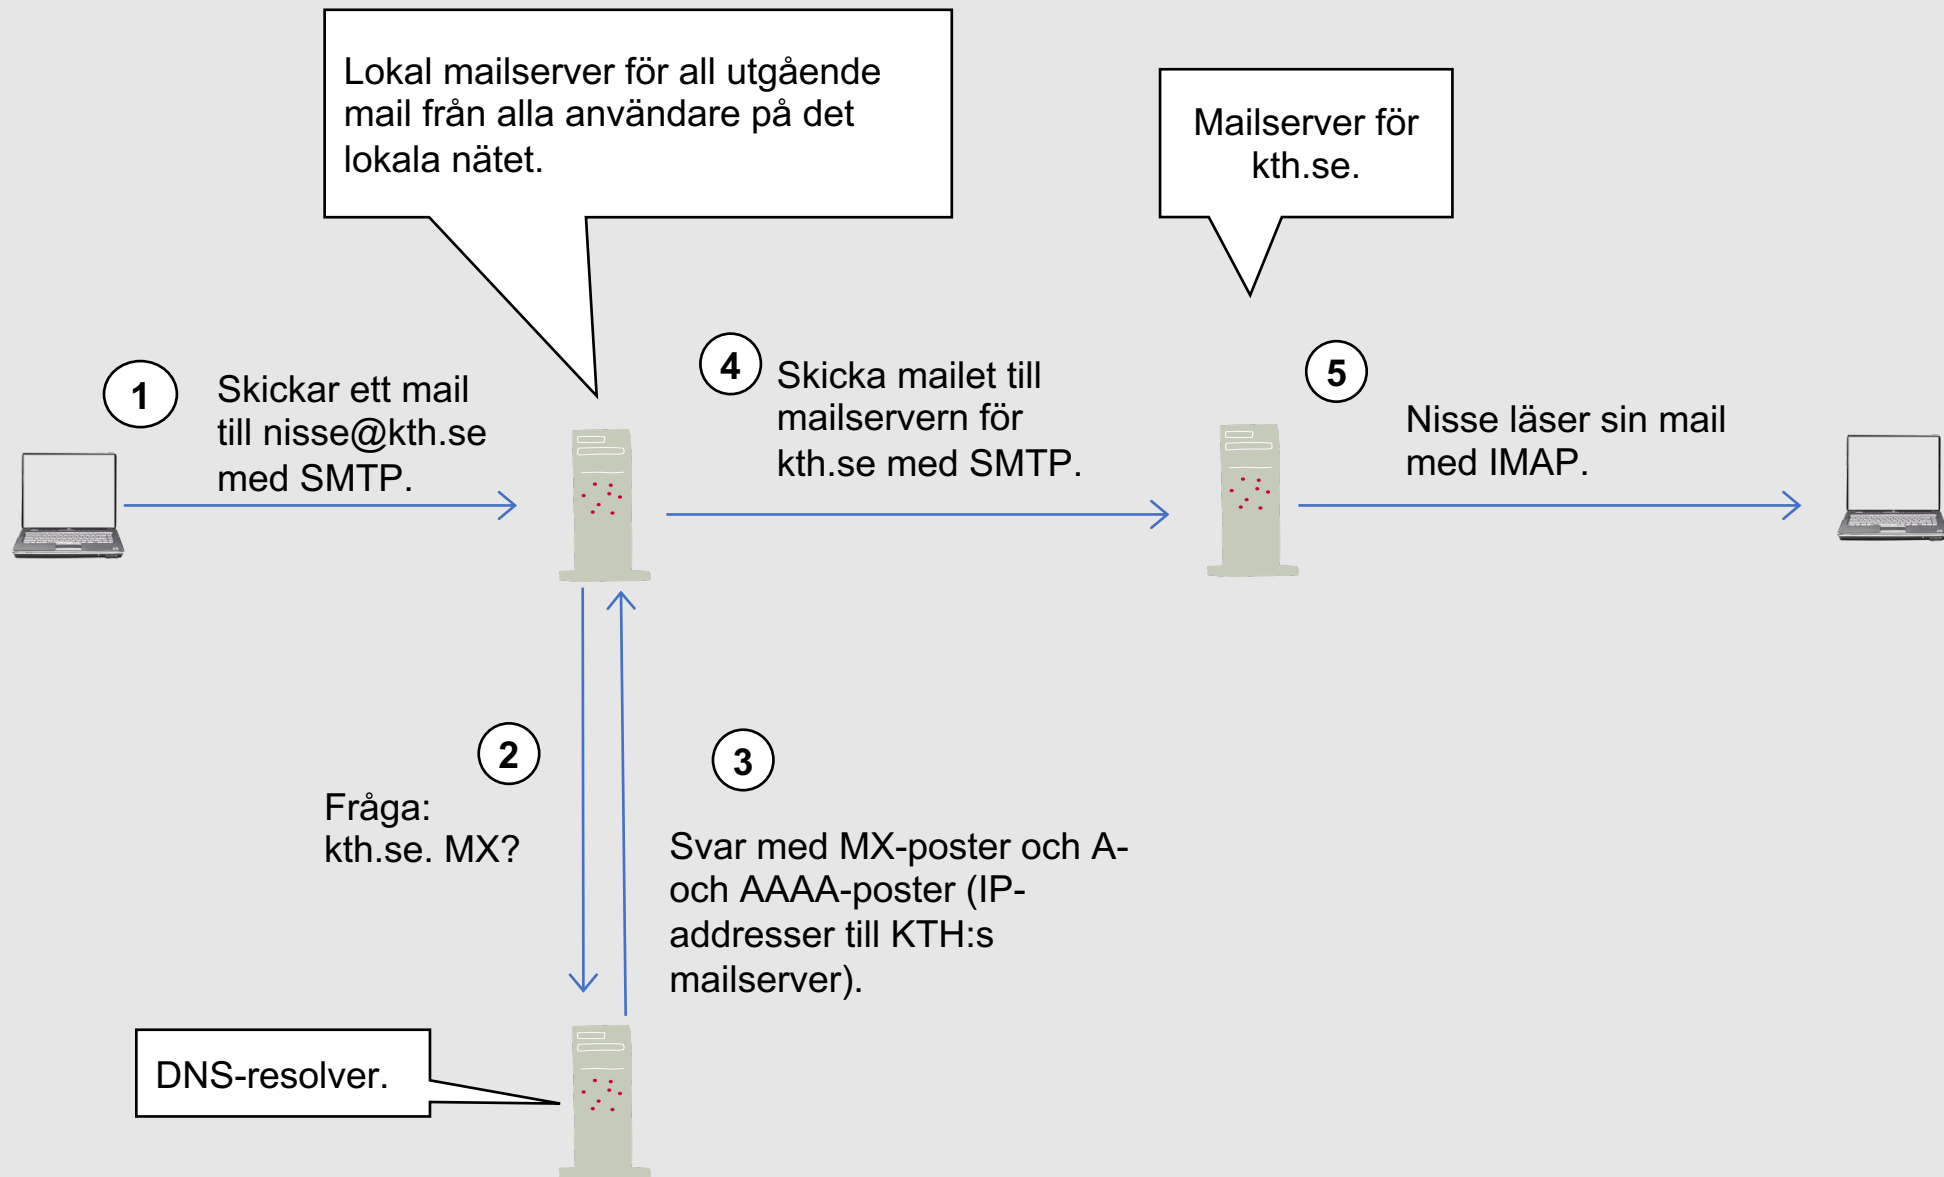 Lokal mailserver för all utgående
mail från alla användare på det
lokala nätet.
Mailserver för
kth.se.
1
Skickar ett mail
till nisse@kth.se
med SMTP.
4
Skicka mailet till
mailservern för
kth.se med SMTP.
5
Nisse läser sin mail
med IMAP.
2
Fråga:
kth.se. MX?
3
Svar med MX-poster och A-
och AAAA-poster (IP-
addresser till KTH:s
mailserver).
DNS-resolver.